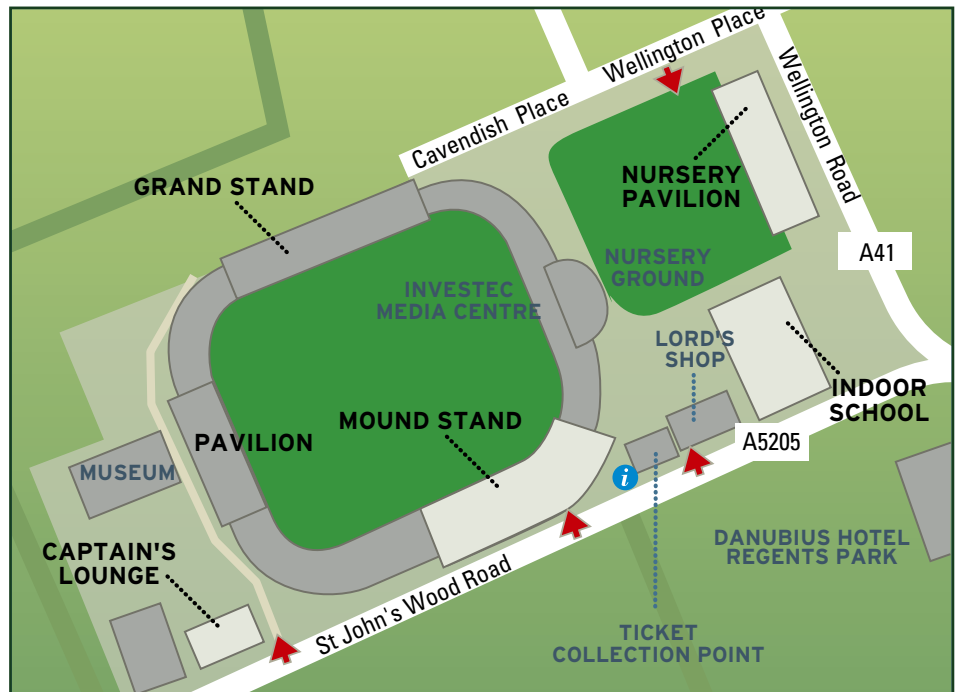 Wellington Place
Cavendish Place
Wellington Road
GRAND STAND
NURSERY
PAVILION
A41
NURSERY
GROUND
INVESTEC
MEDIA CENTRE
LORD'S
SHOP
INDOOR
SCHOOL
MOUND STAND
PAVILION
A5205
MUSEUM
i
DANUBIUS HOTEL
REGENTS PARK
CAPTAIN'S
LOUNGE
St John's Wood Road
TICKET
COLLECTION POINT